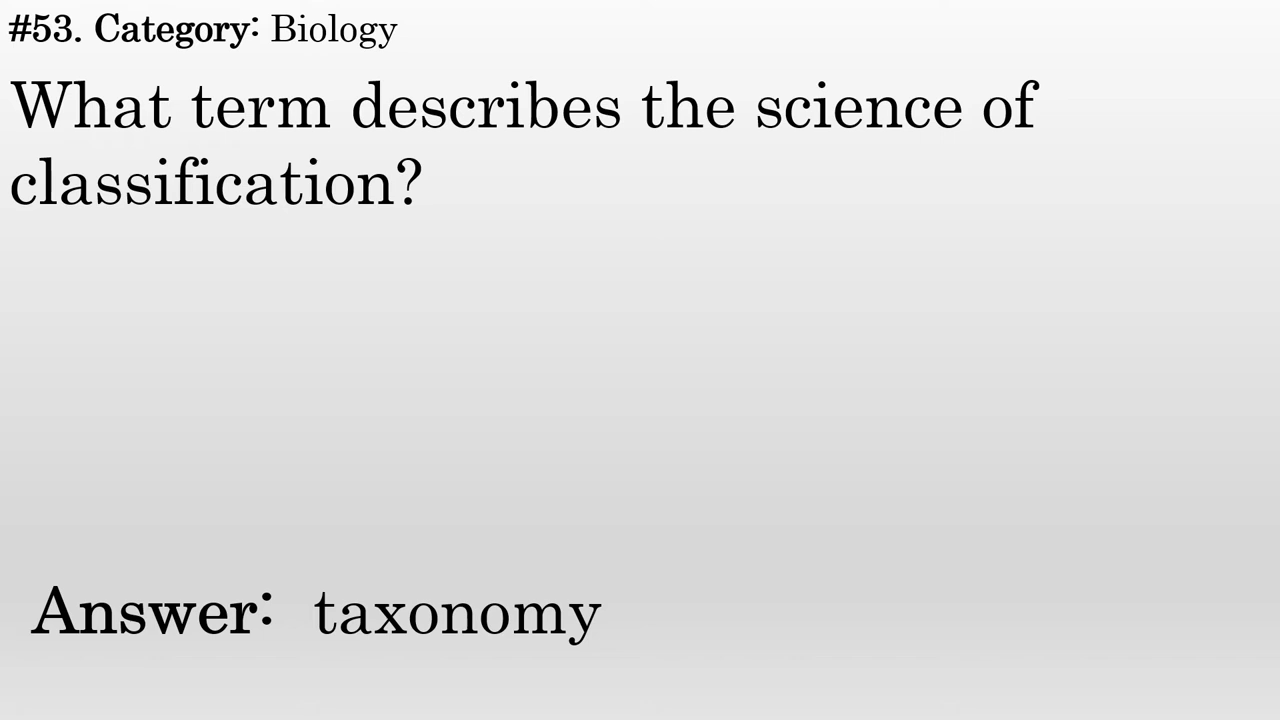 #53. Category: Biology
What term describes the science of
classification?
Answer: taxonomy